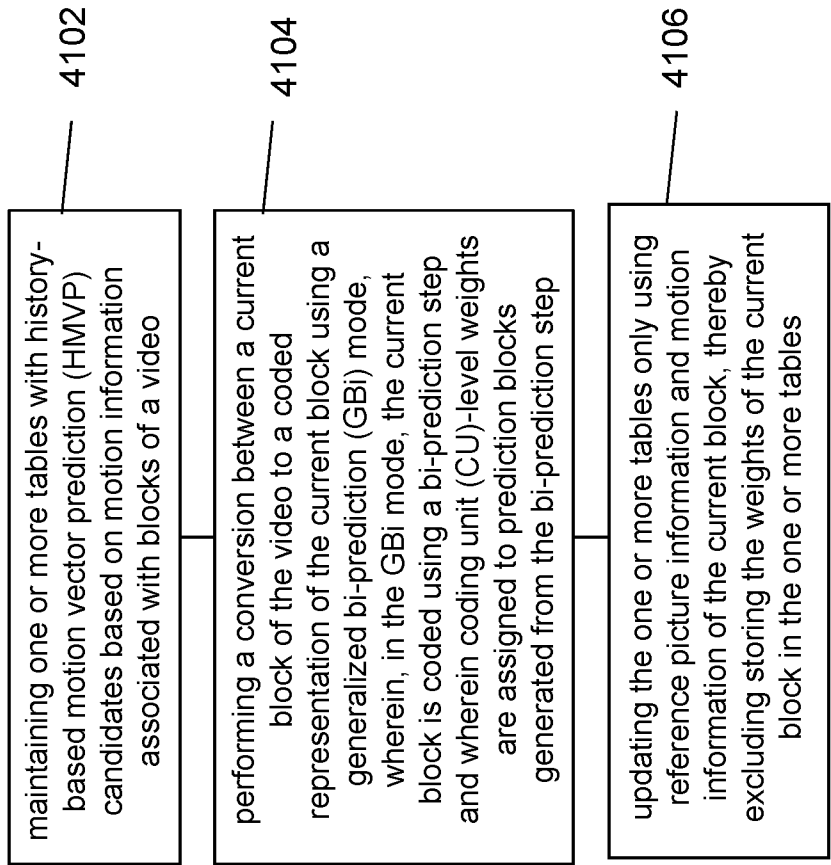 maintaining one or more tables with history-
based motion vector prediction (HMVP)
candidates based on motion information
associated with blocks of a video
4102
performing a conversion between a current
block of the video to a coded
representation of the current block using a
generalized bi-prediction (GBi) mode,
wherein, in the GBi mode, the current
block is coded using a bi-prediction step
and wherein coding unit (CU)-level weights
are assigned to prediction blocks
generated from the bi-prediction step
4104
updating the one or more tables only using
reference picture information and motion
information of the current block, thereby
excluding storing the weights of the current
block in the one or more tables
4106